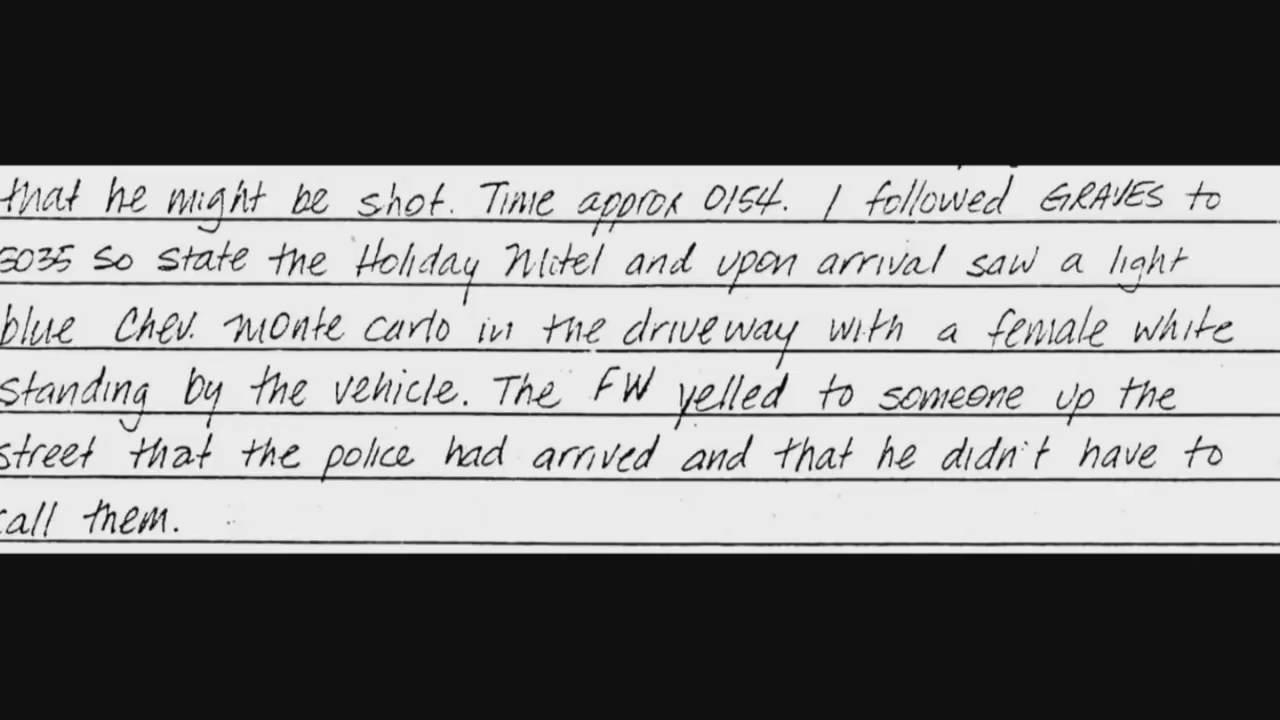 that he might be shot. Time approx 0154. I followed GRAVES to
3035 So state the Holiday Motel and upon arrival saw a light
blue Chev. monte carlo in the driveway with a female white
standing by the vehicle. The FW yelled to someone up the
street that the police had arrived and that he didn't have to
call them.